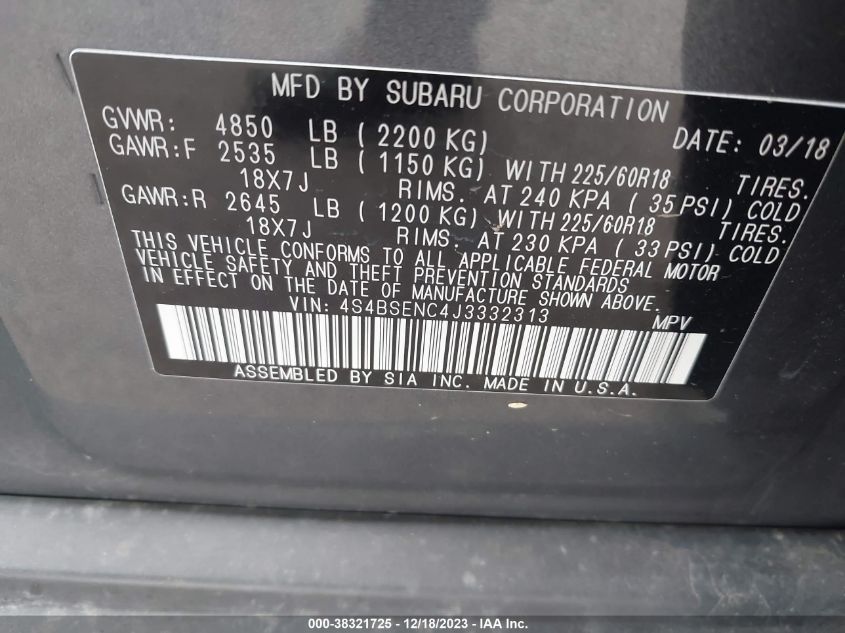 MFD BY SUBARU CORPORATION
GVWR: 4850 LB ( 2200 KG) DATE: 03/18
GAWR:F 2535 LB ( 1150 KG) WITH 225/60R18 TIRES.
18X7J RIMS. AT 240 KPA ( 35 PSI) COLD
GAWR:R 2645 LB ( 1200 KG) WITH 225/60R18 TIRES.
18X7J RIMS. AT 230 KPA ( 33 PSI) COLD
THIS VEHICLE CONFORMS TO ALL APPLICABLE FEDERAL MOTOR
VEHICLE SAFETY AND THEFT PREVENTION STANDARDS
IN EFFECT ON THE DATE OF MANUFACTURE SHOWN ABOVE.
VIN: 4S4BSENC4J3332313 MPV
ASSEMBLED BY SIA INC. MADE IN U.S.A.
000-38321725 - 12/18/2023 - IAA Inc.